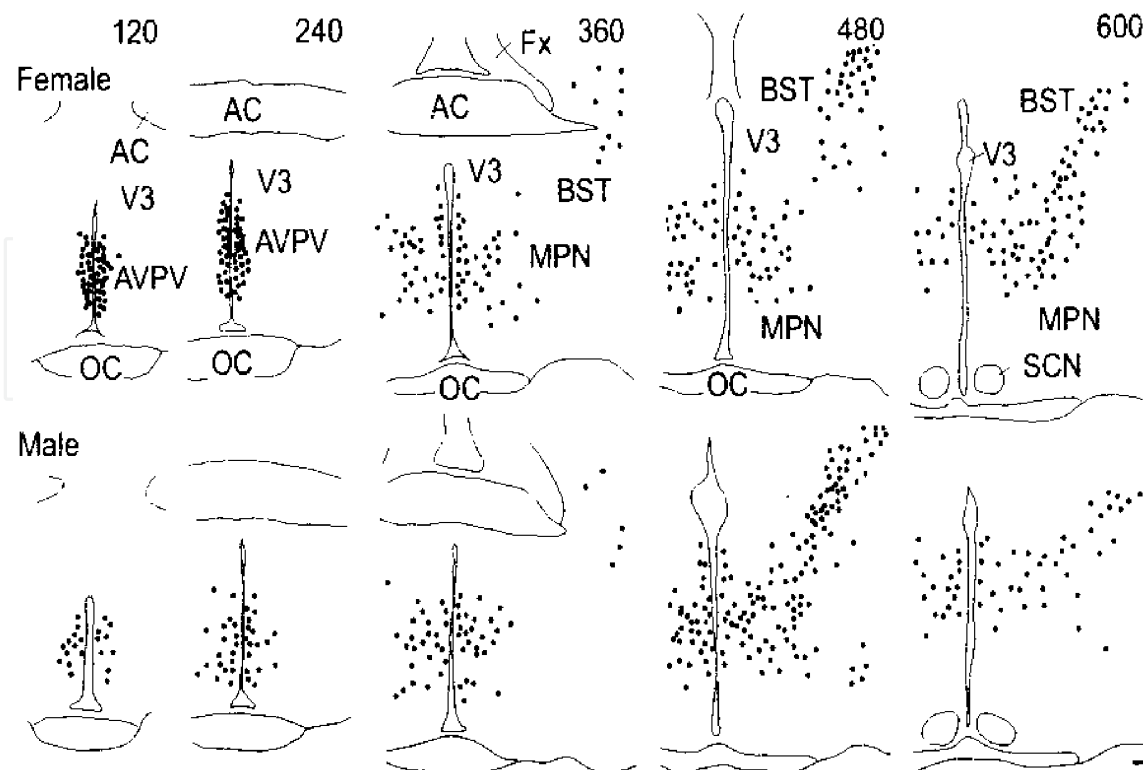 120
240
360
480
600
Female
Fx
AC
AC
AC
BST
BST
V3
V3
V3
V3
V3
BST
AVPV
AVPV
MPN
MPN
MPN
SCN
OC
OC
OC
OC
Male